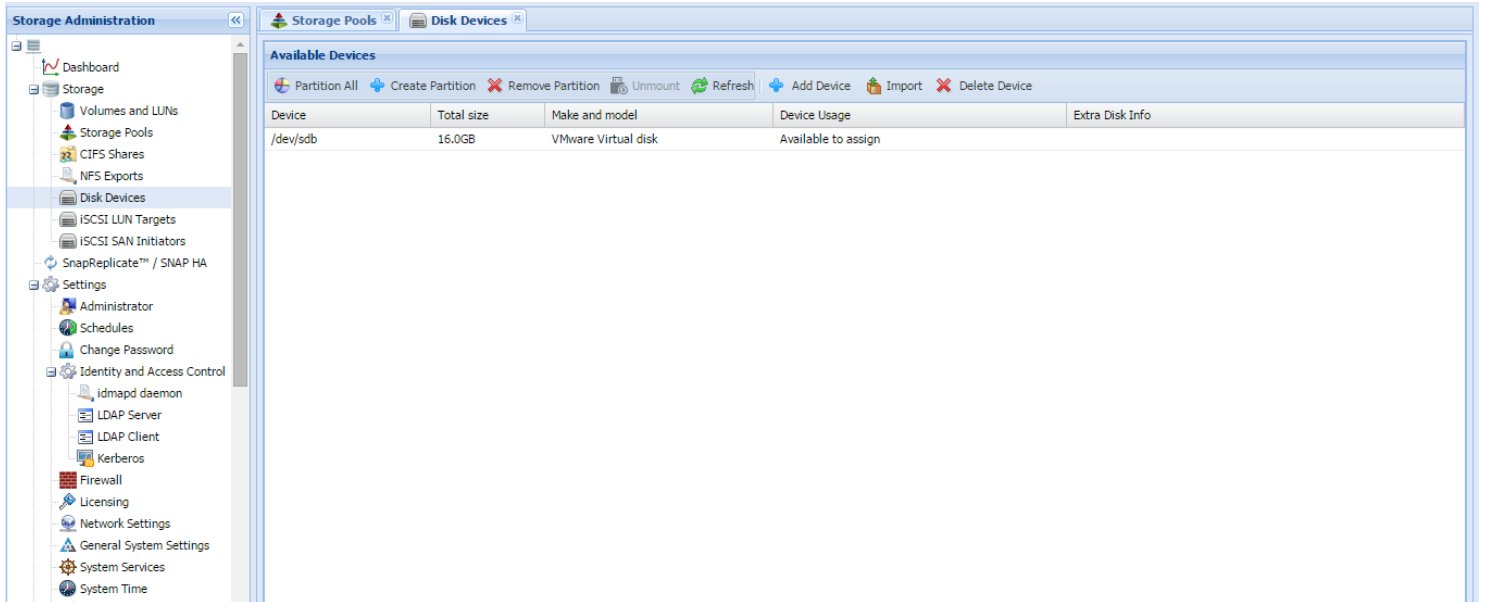 Storage Administration
Dashboard
Storage
Volumes and LUNs
Storage Pools
CIFS Shares
NFS Exports
Disk Devices
iSCSI LUN Targets
iSCSI SAN Initiators
SnapReplicate™ / SNAP HA
Settings
Administrator
Schedules
Change Password
Identity and Access Control
idmapd daemon
LDAP Server
LDAP Client
Kerberos
Firewall
Licensing
Network Settings
General System Settings
System Services
System Time
Storage Pools Disk Devices
Available Devices
Partition All Create Partition Remove Partition Unmount Refresh Add Device Import Delete Device
Device Total size Make and model Device Usage Extra Disk Info
/dev/sdb 16.0GB VMware Virtual disk Available to assign